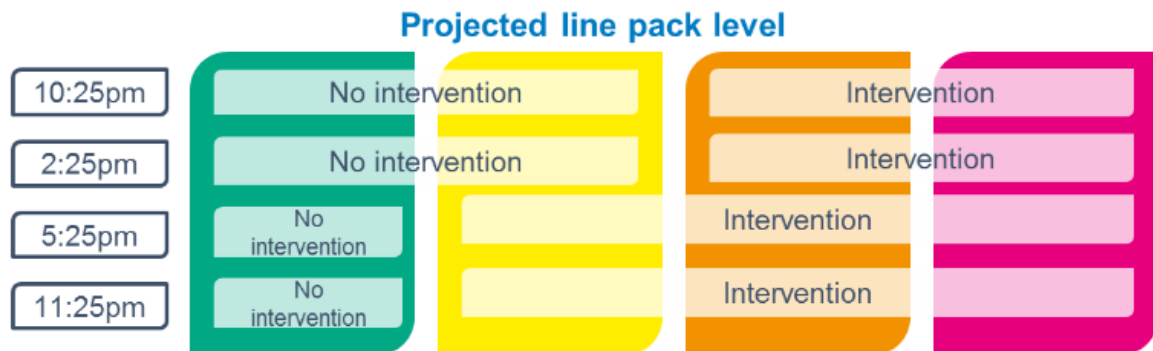 Projected line pack level
10:25pm No intervention Intervention
2:25pm No intervention Intervention
5:25pm No
intervention Intervention
11:25pm No
intervention Intervention